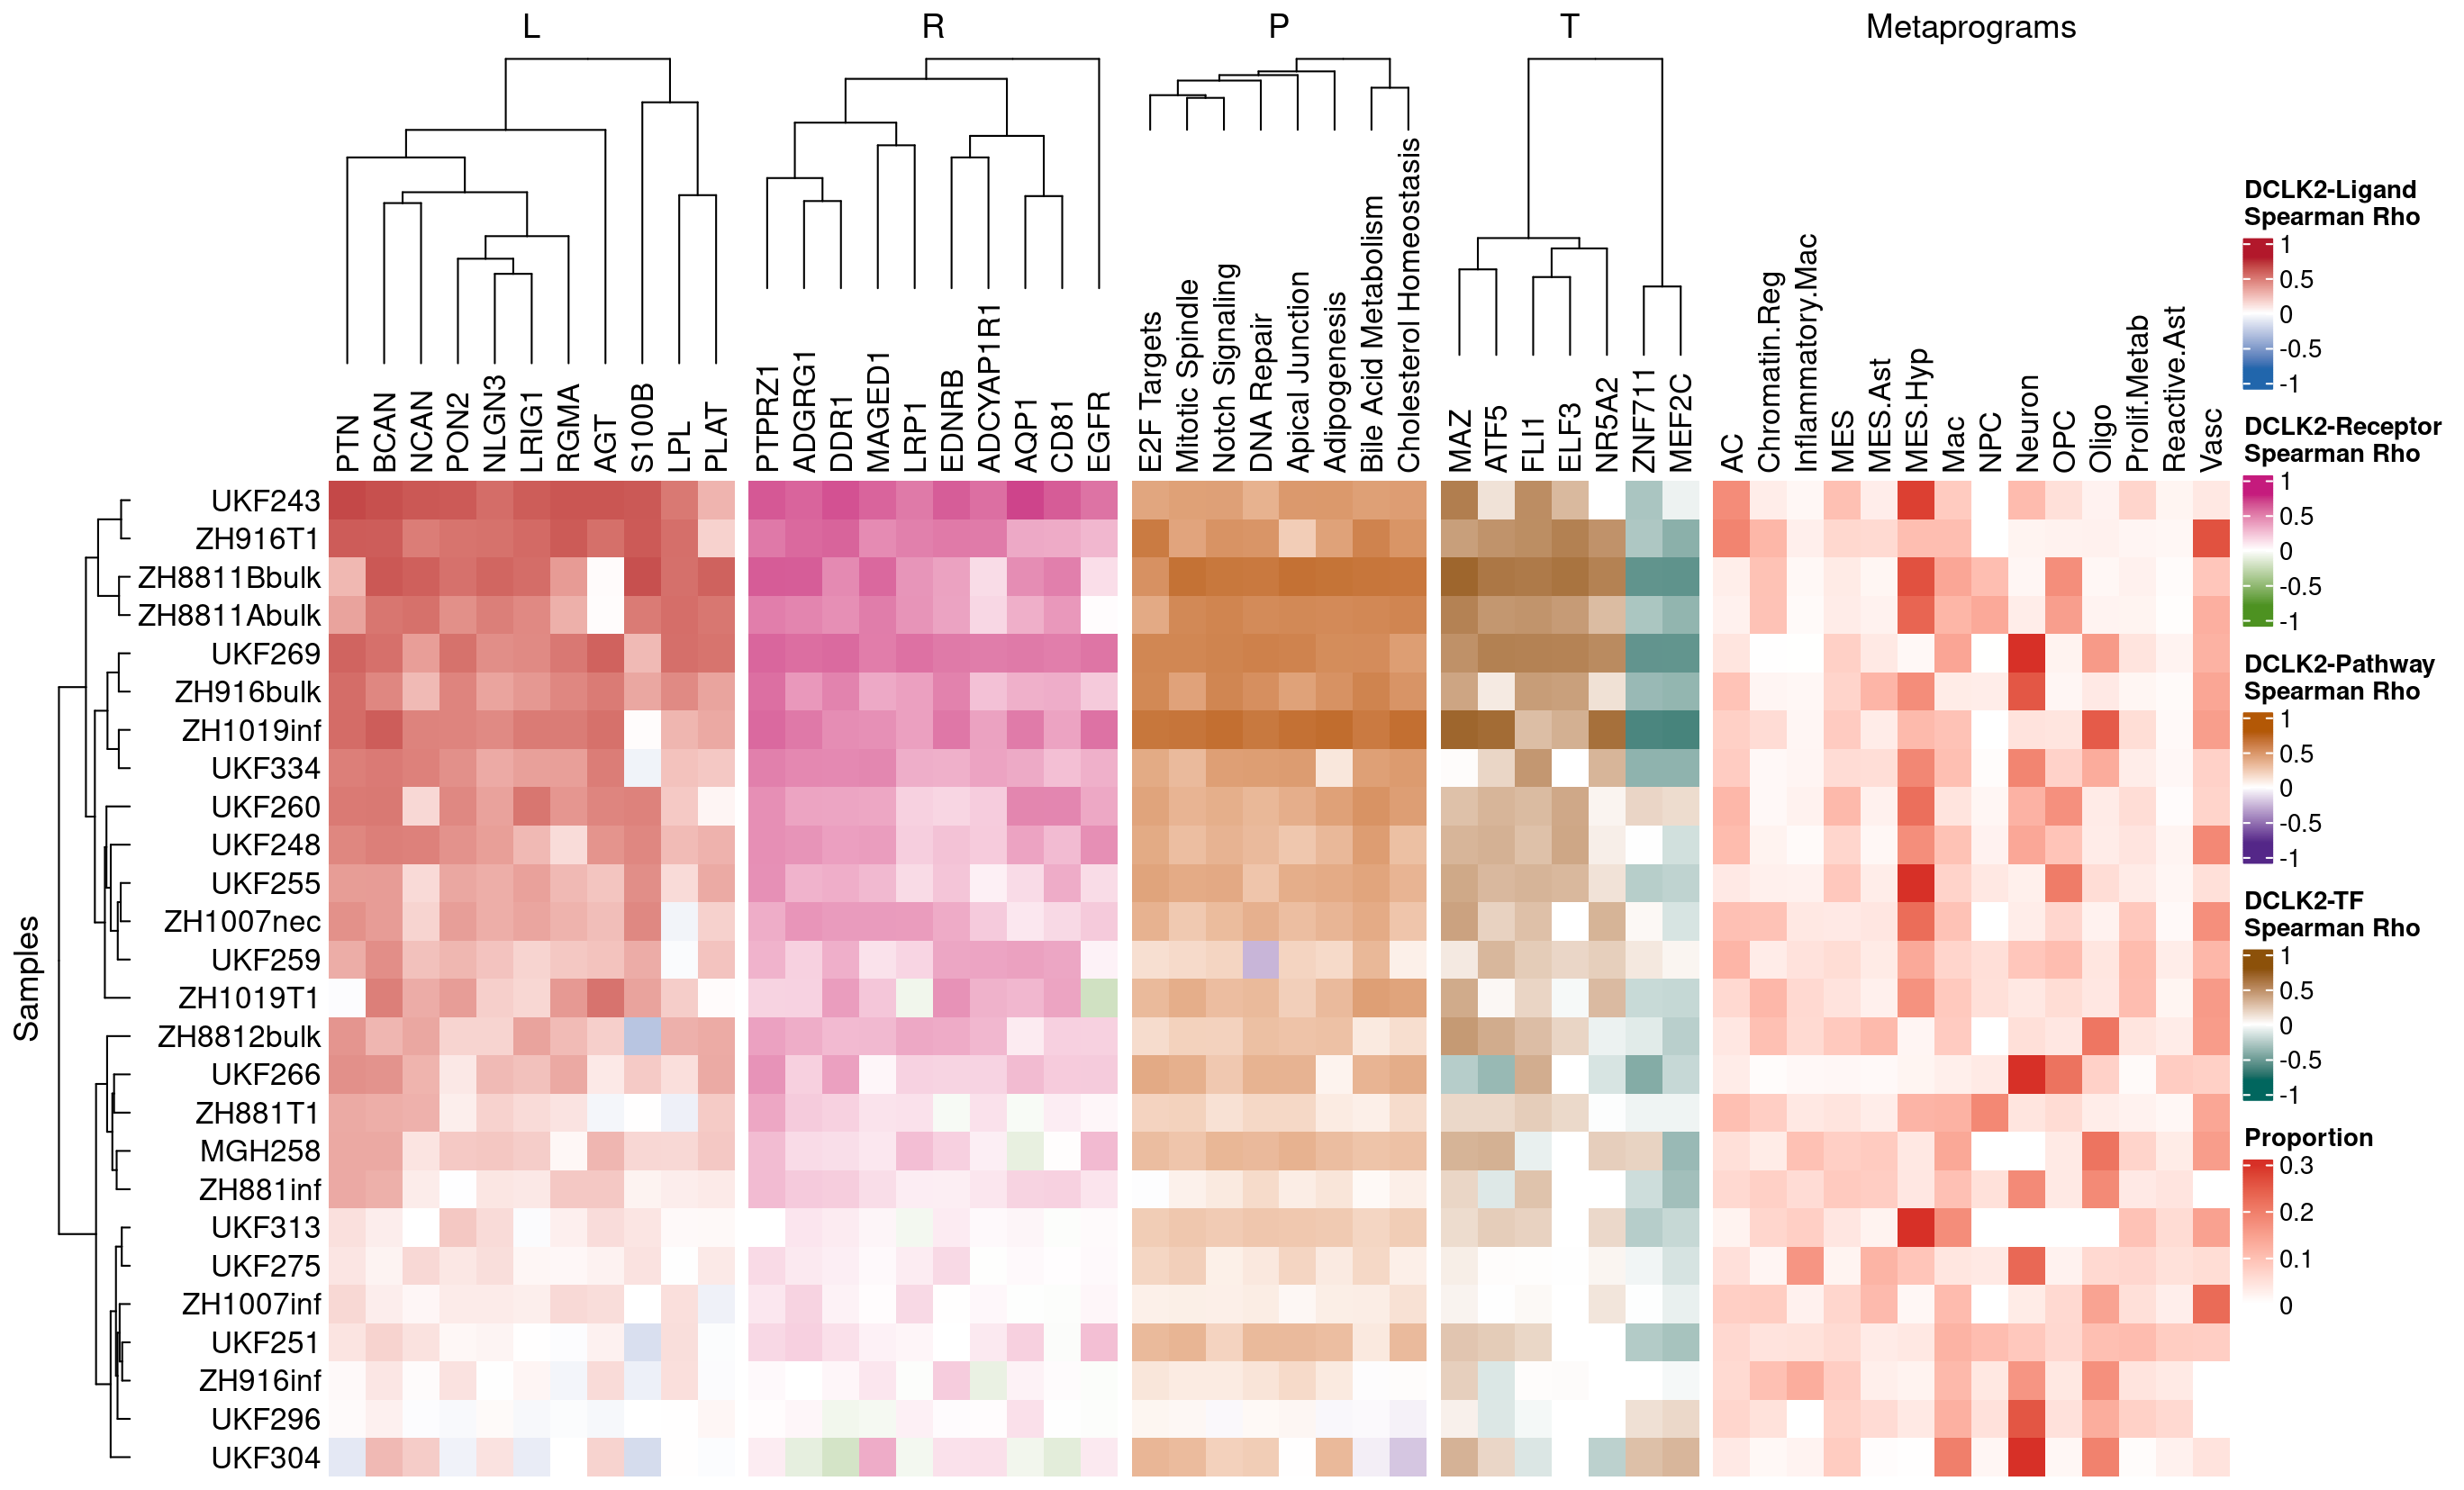 L R P T Metaprograms
PTN BCAN NCAN PON2 NLGN3 LRIG1 RGMA AGT S100B LPL PLAT
PTPRZ1 ADGRG1 DDR1 MAGED1 LRP1 EDNRB ADCYAP1R1 AQP1 CD81 EGFR
E2F Targets
Mitotic Spindle
Notch Signaling
DNA Repair
Apical Junction
Adipogenesis
Bile Acid Metabolism
Cholesterol Homeostasis
MAZ ATF5 FLI1 ELF3 NR5A2 ZNF711 MEF2C
AC Chromatin.Reg Inflammatory.Mac MES MES.Ast MES.Hyp Mac NPC Neuron OPC Oligo Prolif.Metab Reactive.Ast Vasc
Samples
UKF243
ZH916T1
ZH8811Bbulk
ZH8811Abulk
UKF269
ZH916bulk
ZH1019inf
UKF334
UKF260
UKF248
UKF255
ZH1007nec
UKF259
ZH1019T1
ZH8812bulk
UKF266
ZH881T1
MGH258
ZH881inf
UKF313
UKF275
ZH1007inf
UKF251
ZH916inf
UKF296
UKF304
DCLK2-Ligand
Spearman Rho
1
0.5
0
-0.5
-1
DCLK2-Receptor
Spearman Rho
1
0.5
0
-0.5
-1
DCLK2-Pathway
Spearman Rho
1
0.5
0
-0.5
-1
DCLK2-TF
Spearman Rho
1
0.5
0
-0.5
-1
Proportion
0.3
0.2
0.1
0